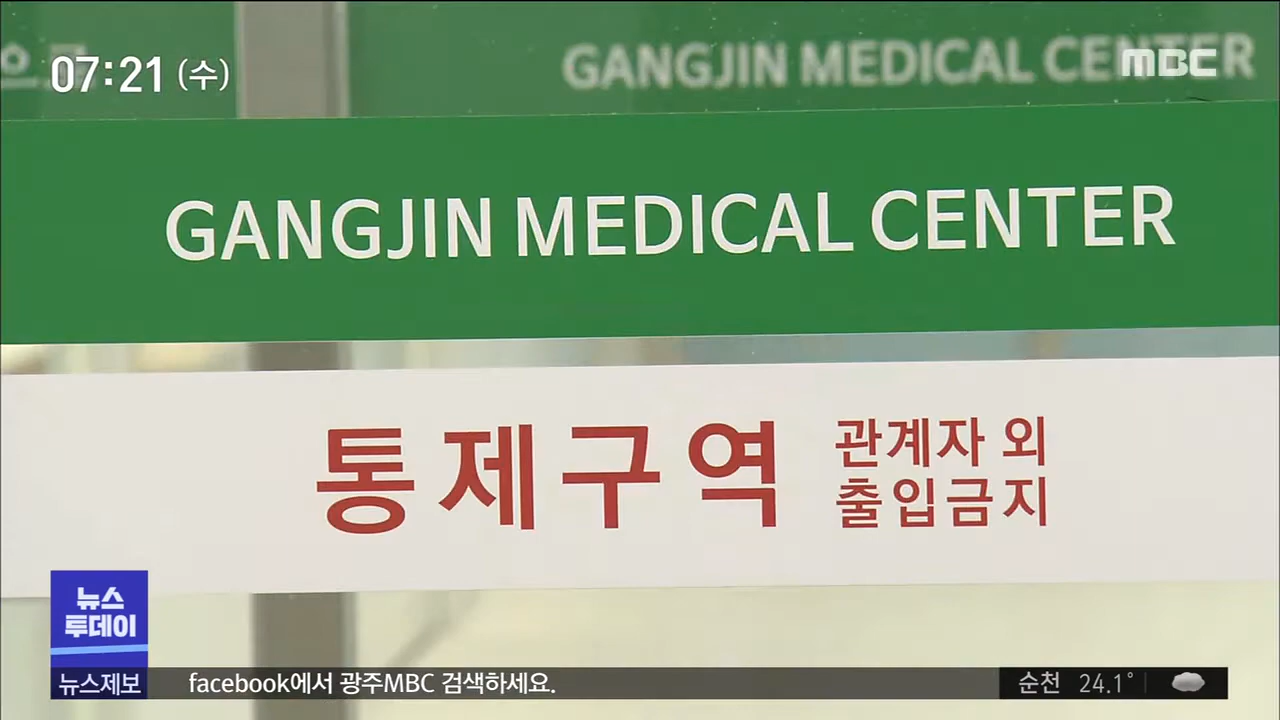 07:21 (수)
GANGJIN MEDICAL CENTER
MBC
GANGJIN MEDICAL CENTER
통제구역 관계자 외
출입금지
뉴스
투데이
뉴스제보 facebook에서 광주MBC 검색하세요.
순천 24.1°